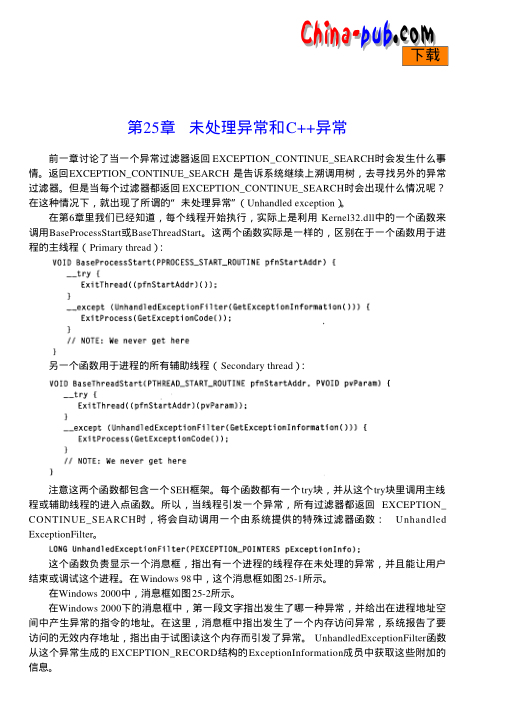 China-pub.com
下载
第25章 未处理异常和C++异常
前一章讨论了当一个异常过滤器返回 EXCEPTION_CONTINUE_SEARCH时会发生什么事
情。返回EXCEPTION_CONTINUE_SEARCH 是告诉系统继续上溯调用树，去寻找另外的异常
过滤器。但是当每个过滤器都返回 EXCEPTION_CONTINUE_SEARCH时会出现什么情况呢？
在这种情况下，就出现了所谓的“ 未处理异常”（ Unhandled exception ）。
在第6章里我们已经知道，每个线程开始执行，实际上是利用 Kernel32.dll中的一个函数来
调用BaseProcessStart或BaseThreadStart。这两个函数实际是一样的，区别在于一个函数用于进
程的主线程（ Primary thread ）：
VOID BaseProcessStart(PPROCESS_START_ROUTINE pfnStartAddr) {
__try {
ExitThread((pfnStartAddr)());
}
__except (UnhandledExceptionFilter(GetExceptionInformation())) {
ExitProcess(GetExceptionCode());
}
// NOTE: We never get here
}
另一个函数用于进程的所有辅助线程（ Secondary thread ）：
VOID BaseThreadStart(PTHREAD_START_ROUTINE pfnStartAddr, PVOID pvParam) {
__try {
ExitThread((pfnStartAddr)(pvParam));
}
__except (UnhandledExceptionFilter(GetExceptionInformation())) {
ExitProcess(GetExceptionCode());
}
// NOTE: We never get here
}
注意这两个函数都包含一个SEH框架。每个函数都有一个try块，并从这个try块里调用主线
程或辅助线程的进入点函数。所以，当线程引发一个异常，所有过滤器都返回 EXCEPTION_
CONTINUE_SEARCH时，将会自动调用一个由系统提供的特殊过滤器函数： Unhandled
ExceptionFilter。
LONG UnhandledExceptionFilter(PEXCEPTION_POINTERS pExceptionInfo);
这个函数负责显示一个消息框，指出有一个进程的线程存在未处理的异常，并且能让用户
结束或调试这个进程。在Windows 98中，这个消息框如图25-1所示。
在Windows 2000中，消息框如图25-2所示。
在Windows 2000下的消息框中，第一段文字指出发生了哪一种异常，并给出在进程地址空
间中产生异常的指令的地址。在这里，消息框中指出发生了一个内存访问异常，系统报告了要
访问的无效内存地址，指出由于试图读这个内存而引发了异常。 UnhandledExceptionFilter函数
从这个异常生成的EXCEPTION_RECORD结构的ExceptionInformation成员中获取这些附加的
信息。